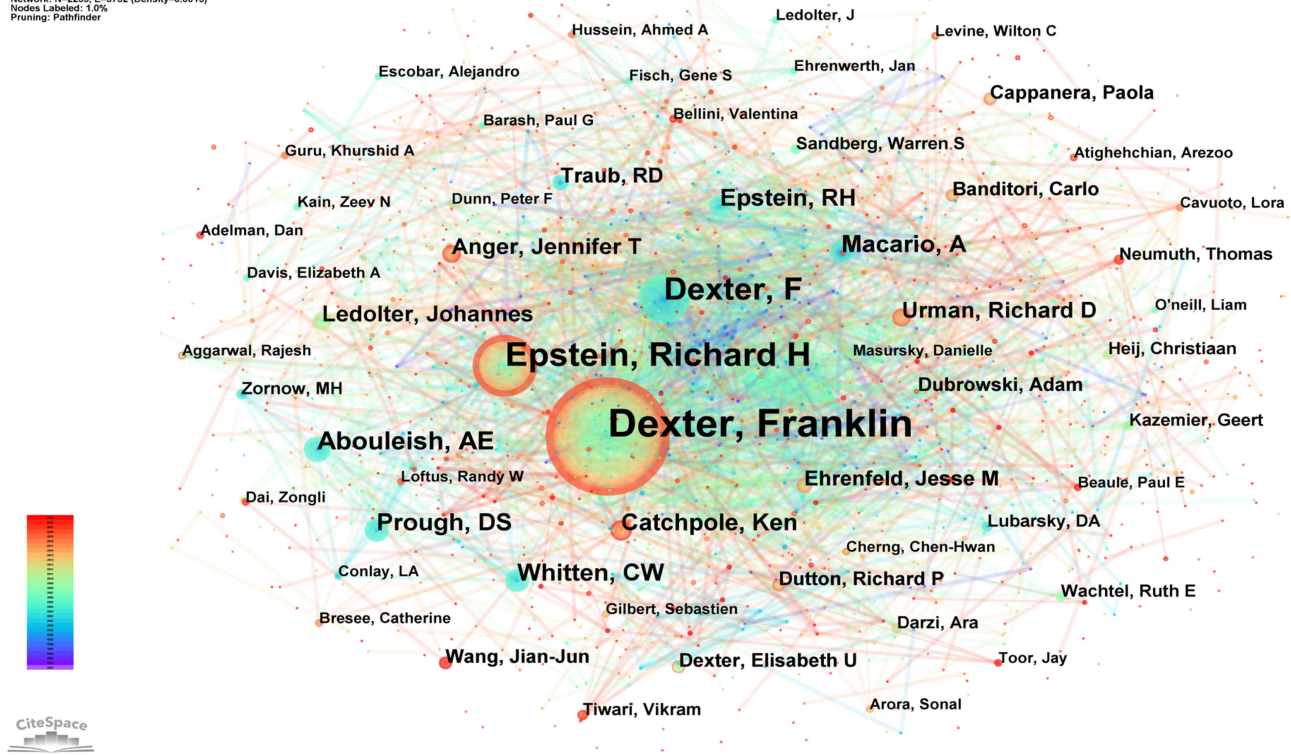 Nodes Labeled: 1.0%
Pruning: Pathfinder
Ledolter, J
Hussein, Ahmed A
Levine, Wilton C
Escobar, Alejandro
Fisch, Gene S
Ehrenwerth, Jan
Cappanera, Paola
Barash, Paul G
Bellini, Valentina
Guru, Khurshid A
Sandberg, Warren S
Atighehchian, Arezoo
Traub, RD
Banditori, Carlo
Kain, Zeev N
Dunn, Peter F
Epstein, RH
Cavuoto, Lora
Adelman, Dan
Anger, Jennifer T
Macario, A
Neumuth, Thomas
Davis, Elizabeth A
Dexter, F
O'neill, Liam
Ledolter, Johannes
Urman, Richard D
Aggarwal, Rajesh
Epstein, Richard H
Masursky, Danielle
Heij, Christiaan
Zornow, MH
Dubrowski, Adam
Dexter, Franklin
Kazemier, Geert
Abouleish, AE
Loftus, Randy W
Ehrenfeld, Jesse M
Beaule, Paul E
Dai, Zongli
Prough, DS
Catchpole, Ken
Lubarsky, DA
Cherng, Chen-Hwan
Conlay, LA
Whitten, CW
Dutton, Richard P
Wachtel, Ruth E
Gilbert, Sebastien
Bresee, Catherine
Darzi, Ara
Wang, Jian-Jun
Dexter, Elisabeth U
Toor, Jay
Tiwari, Vikram
Arora, Sonal
CiteSpace